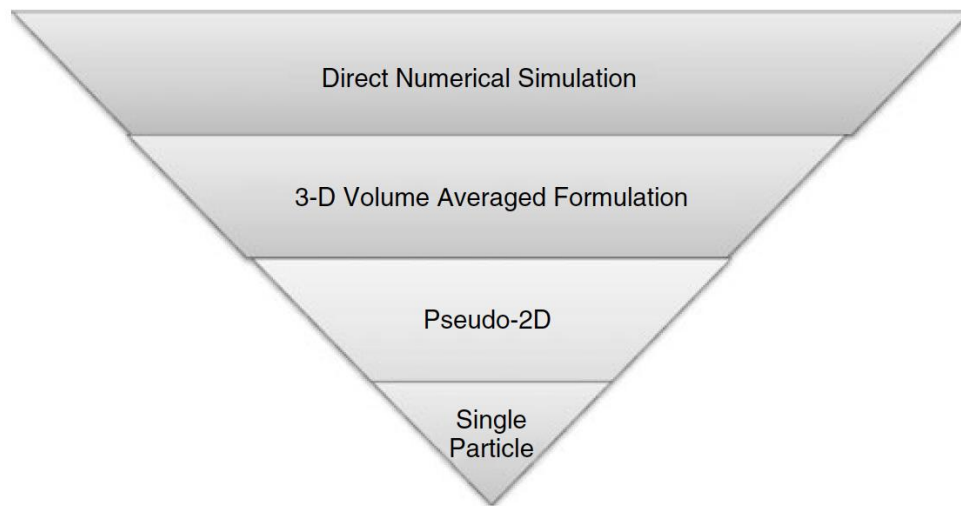 Direct Numerical Simulation
3-D Volume Averaged Formulation
Pseudo-2D
Single
Particle